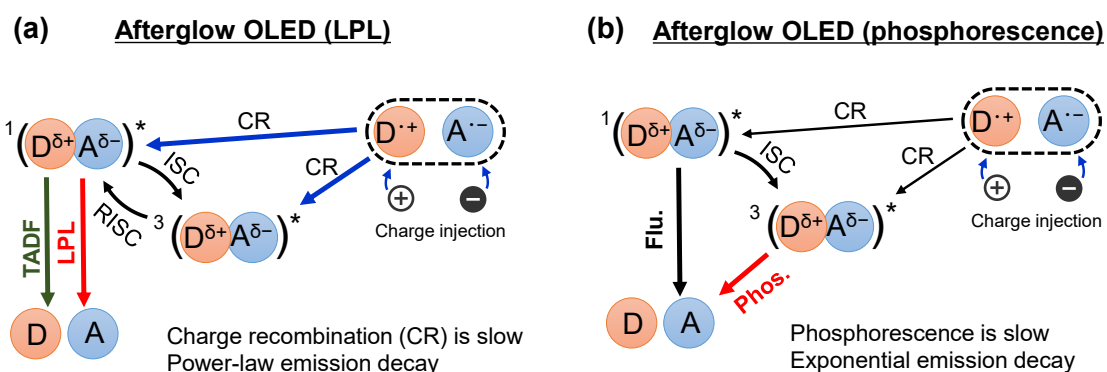 (a) Afterglow OLED (LPL)
1(Dδ+Aδ−)*
CR
D·+ A·−
ISC
CR
RISC
3(Dδ+Aδ−)*
+ −
Charge injection
TADF
LPL
D A
Charge recombination (CR) is slow
Power-law emission decay
(b) Afterglow OLED (phosphorescence)
1(Dδ+Aδ−)*
CR
D·+ A·−
ISC
CR
3(Dδ+Aδ−)*
+ −
Charge injection
Flu.
Phos.
D A
Phosphorescence is slow
Exponential emission decay